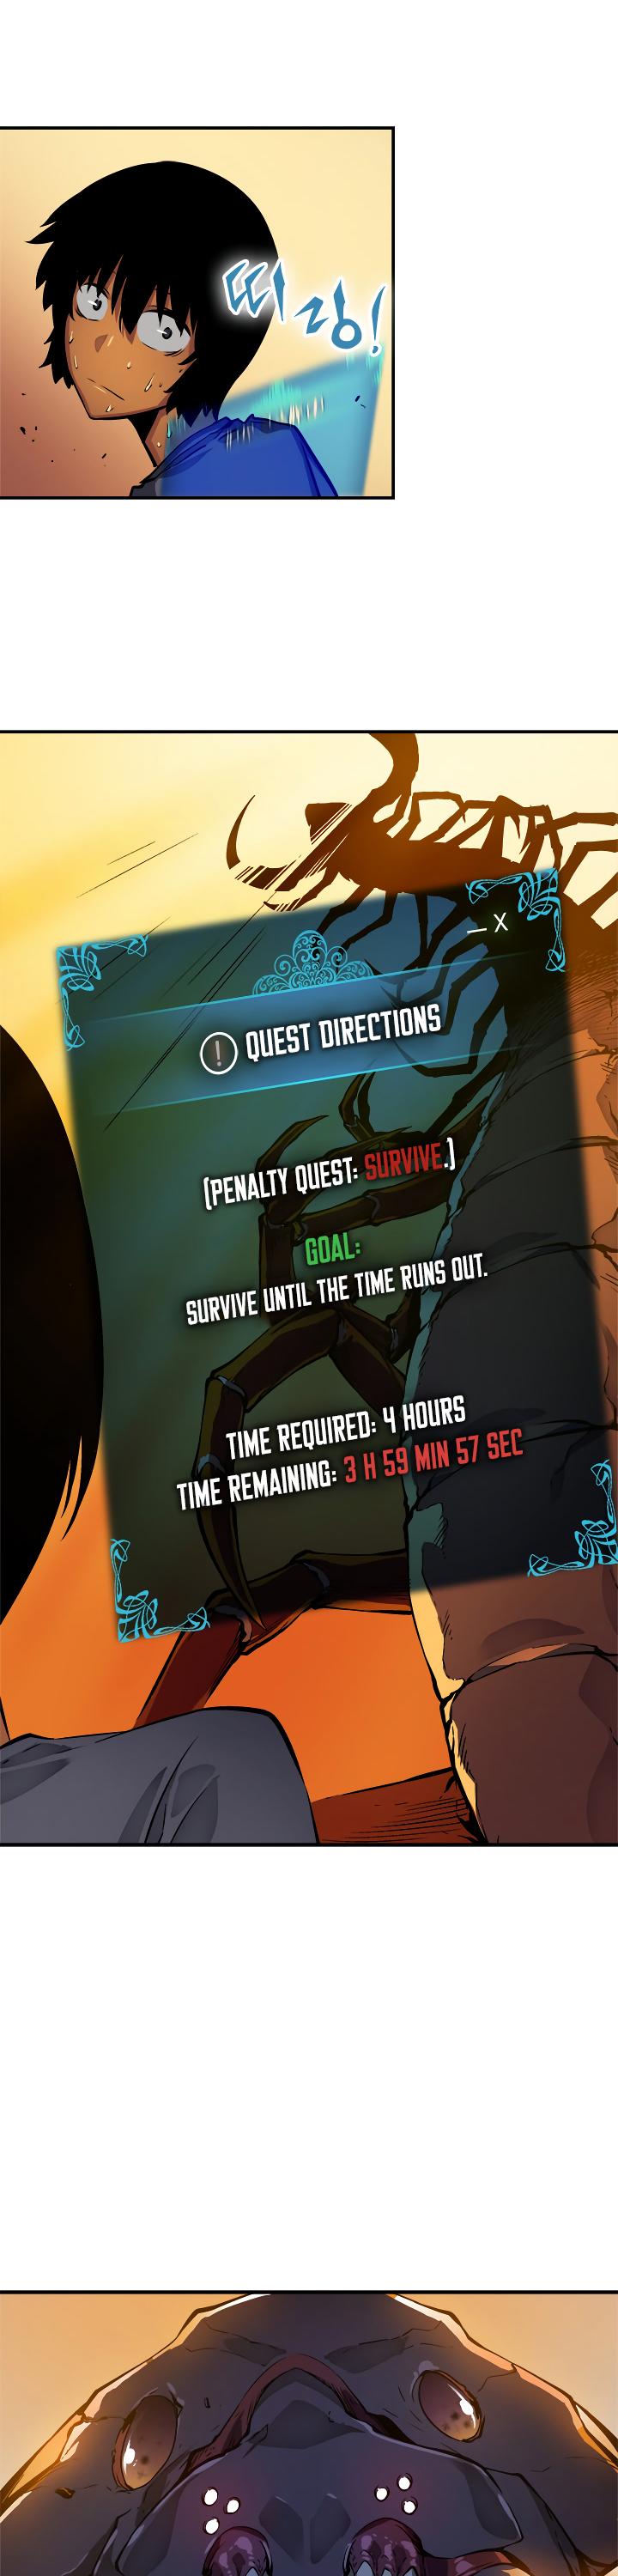 띠링!
— X
! QUEST DIRECTIONS
[PENALTY QUEST: SURVIVE.]
GOAL:
SURVIVE UNTIL THE TIME RUNS OUT.
TIME REQUIRED: 4 HOURS
TIME REMAINING: 3 H 59 MIN 57 SEC